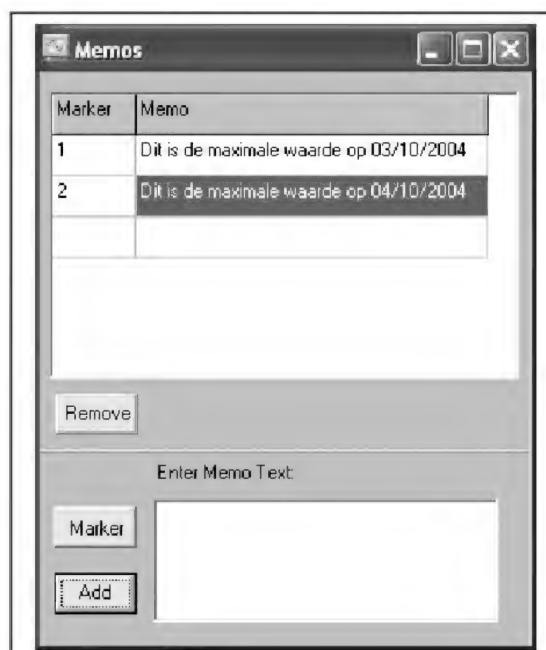 Memos
Marker Memo
1 Dit is de maximale waarde op 03/10/2004
2 Dit is de maximale waarde op 04/10/2004
Remove
Enter Memo Text:
Marker
Add